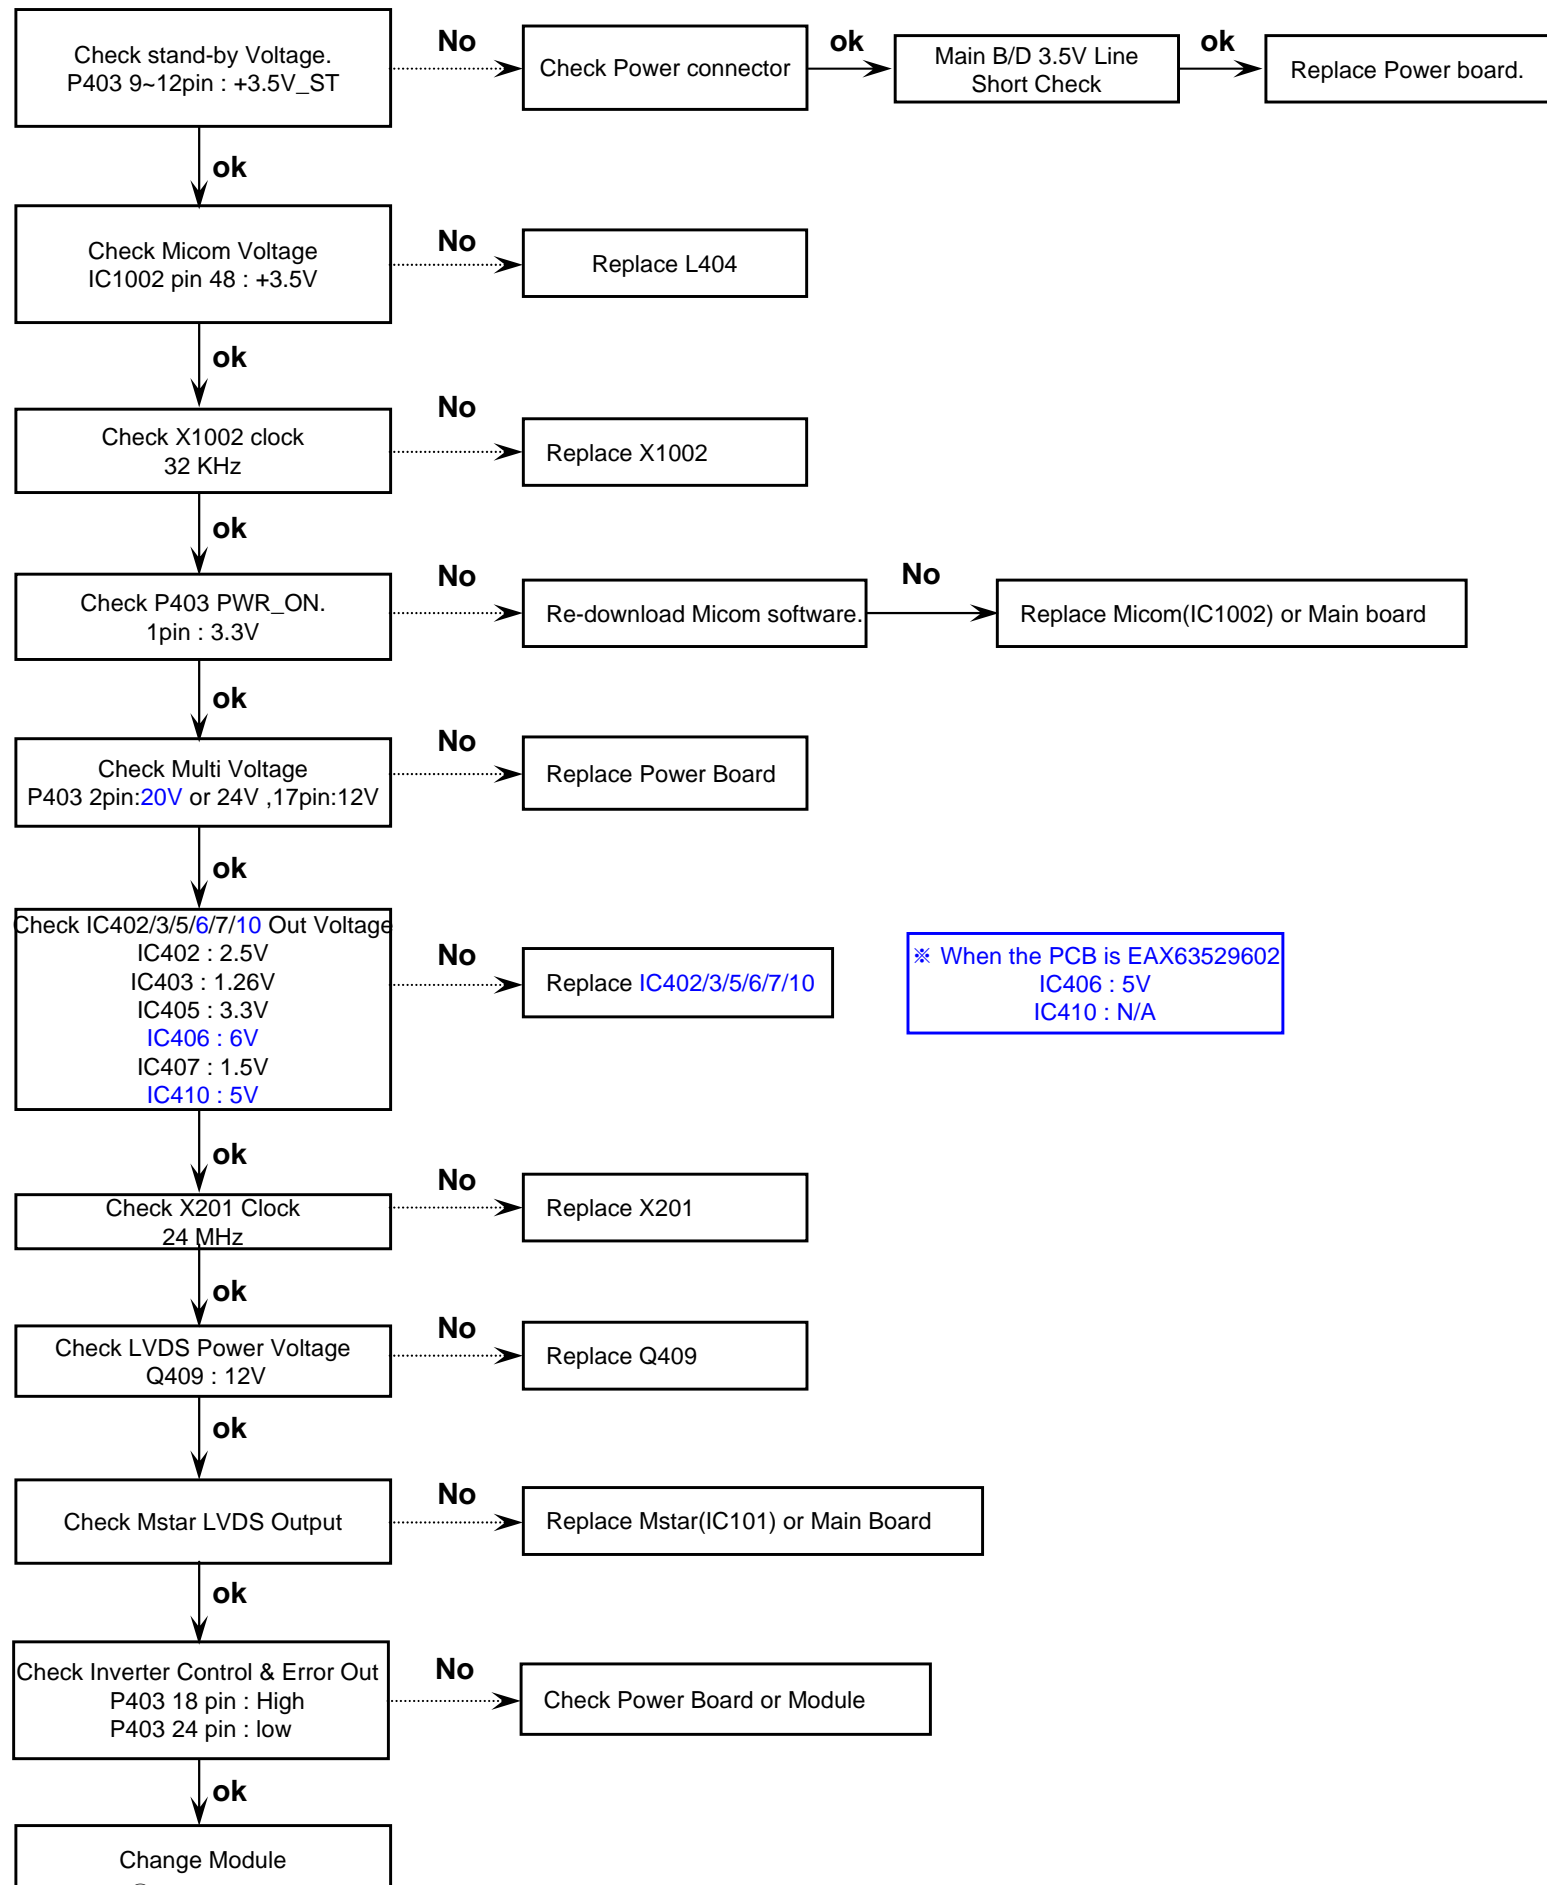 Check stand-by Voltage.
P403 9~12pin : +3.5V_ST
No
Check Power connector
ok
Main B/D 3.5V Line
Short Check
ok
Replace Power board.
ok
Check Micom Voltage
IC1002 pin 48 : +3.5V
No
Replace L404
ok
Check X1002 clock
32 KHz
No
Replace X1002
ok
Check P403 PWR_ON.
1pin : 3.3V
No
Re-download Micom software.
No
Replace Micom(IC1002) or Main board
ok
Check Multi Voltage
P403 2pin:20V or 24V ,17pin:12V
No
Replace Power Board
ok
Check IC402/3/5/6/7/10 Out Voltage
IC402 : 2.5V
IC403 : 1.26V
IC405 : 3.3V
IC406 : 6V
IC407 : 1.5V
IC410 : 5V
No
Replace IC402/3/5/6/7/10
※ When the PCB is EAX63529602
IC406 : 5V
IC410 : N/A
ok
Check X201 Clock
24 MHz
No
Replace X201
ok
Check LVDS Power Voltage
Q409 : 12V
No
Replace Q409
ok
Check Mstar LVDS Output
No
Replace Mstar(IC101) or Main Board
ok
Check Inverter Control & Error Out
P403 18 pin : High
P403 24 pin : low
No
Check Power Board or Module
ok
Change Module